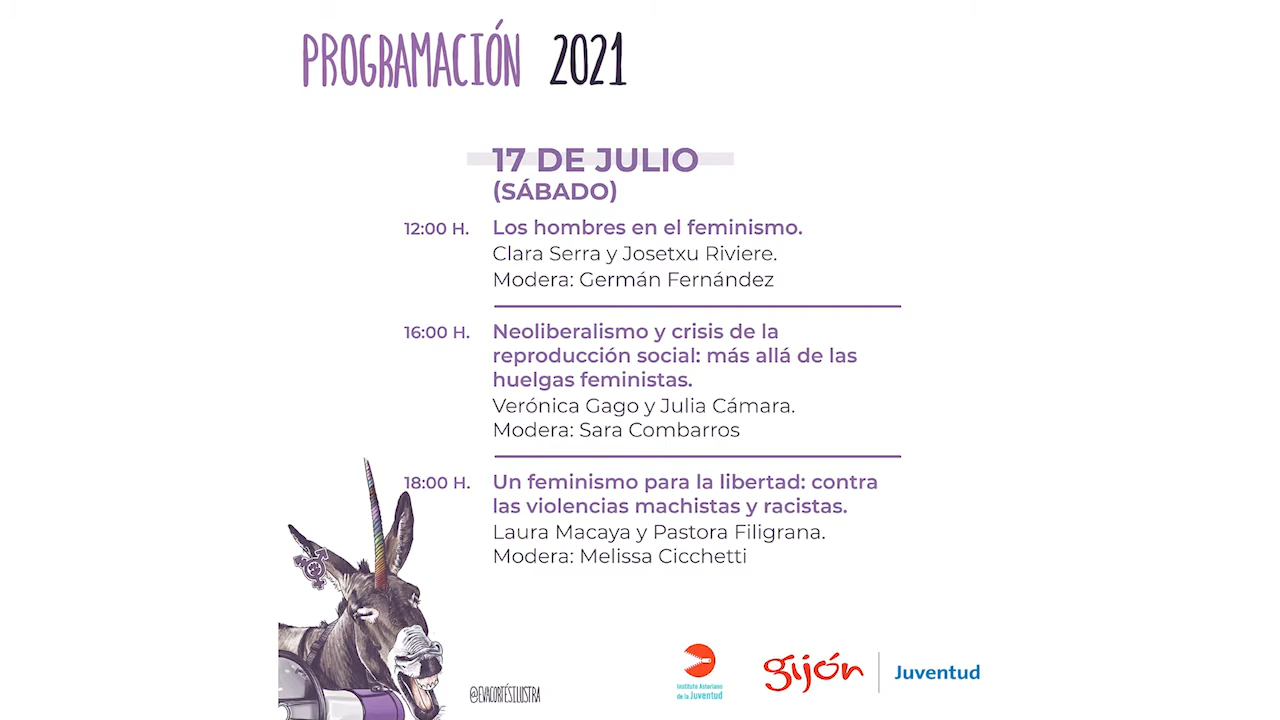 PROGRAMACIÓN 2021
17 DE JULIO
(SÁBADO)
12:00 H. Los hombres en el feminismo.
Clara Serra y Josetxu Riviere.
Modera: Germán Fernández
16:00 H. Neoliberalismo y crisis de la
reproducción social: más allá de las
huelgas feministas.
Verónica Gago y Julia Cámara.
Modera: Sara Combarros
18:00 H. Un feminismo para la libertad: contra
las violencias machistas y racistas.
Laura Macaya y Pastora Filigrana.
Modera: Melissa Cicchetti
@EVACORTÉSILUSTRA
Instituto Asturiano
de la Juventud
gijón Juventud